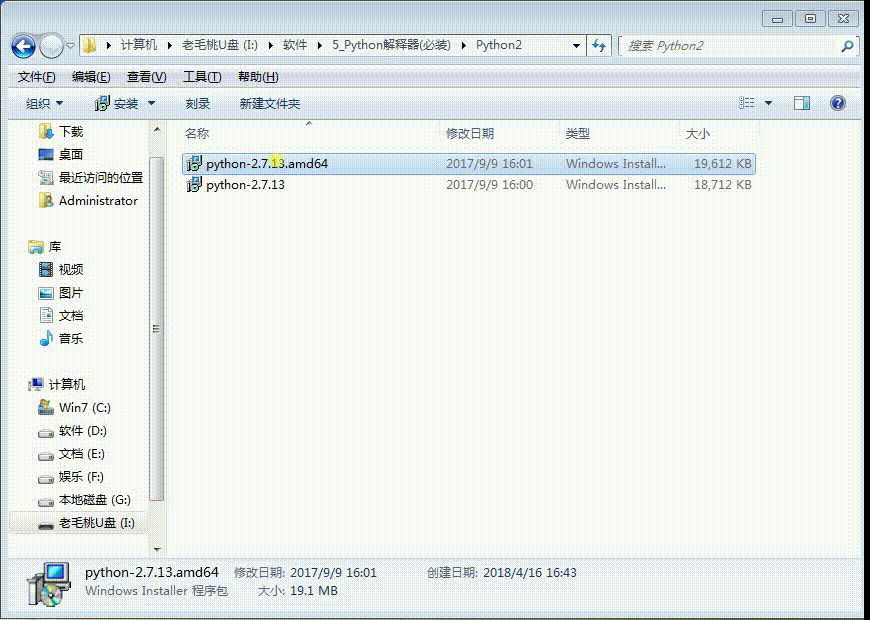 计算机 老毛桃U盘 (I:) 软件 5_Python解释器(必装) Python2 搜索 Python2
文件(F) 编辑(E) 查看(V) 工具(T) 帮助(H)
组织 安装 刻录 新建文件夹
名称 修改日期 类型 大小
python-2.7.13.amd64 2017/9/9 16:01 Windows Install... 19,612 KB
python-2.7.13 2017/9/9 16:00 Windows Install... 18,712 KB
下载
桌面
最近访问的位置
Administrator
库
视频
图片
文档
音乐
计算机
Win7 (C:)
软件 (D:)
文档 (E:)
娱乐 (F:)
本地磁盘 (G:)
老毛桃U盘 (I:)
python-2.7.13.amd64 修改日期: 2017/9/9 16:01 创建日期: 2018/4/16 16:43
Windows Installer 程序包 大小: 19.1 MB